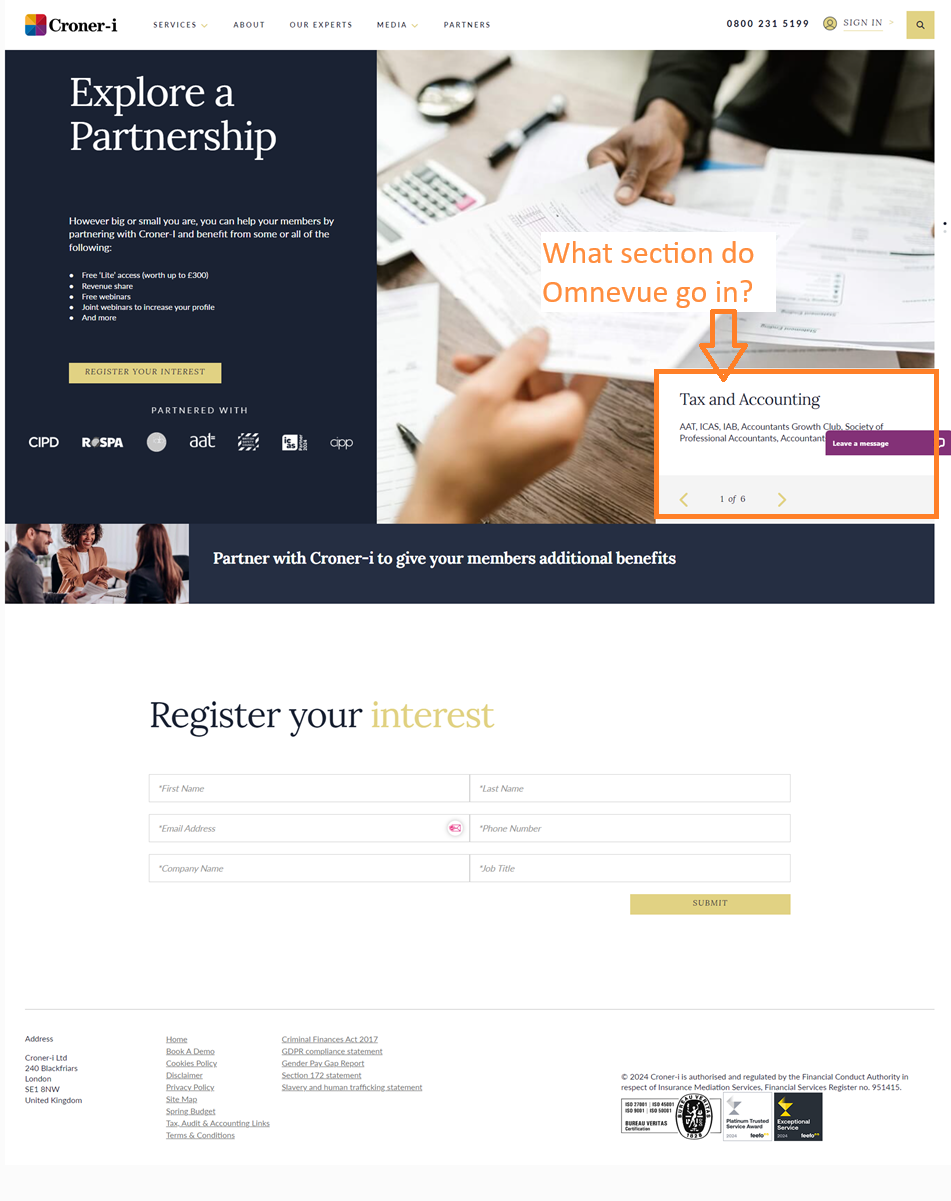 Croner-i
SERVICES ABOUT OUR EXPERTS MEDIA PARTNERS
0800 231 5199 SIGN IN >
Explore a
Partnership
However big or small you are, you can help your members by
partnering with Croner-I and benefit from some or all of the
following:
● Free 'Lite' access (worth up to £300)
● Revenue share
● Free webinars
● Joint webinars to increase your profile
● And more
REGISTER YOUR INTEREST
PARTNERED WITH
CIPD RoSPA aat icas cipp
What section do
Omnevue go in?
Tax and Accounting
AAT, ICAS, IAB, Accountants Growth Club, Society of
Professional Accountants, Accountant
Leave a message
1 of 6
Partner with Croner-i to give your members additional benefits
Register your interest
*First Name *Last Name
*Email Address *Phone Number
*Company Name *Job Title
SUBMIT
Address
Croner-i Ltd
240 Blackfriars
London
SE1 8NW
United Kingdom
Home
Book A Demo
Cookies Policy
Disclaimer
Privacy Policy
Site Map
Spring Budget
Tax, Audit & Accounting Links
Terms & Conditions
Criminal Finances Act 2017
GDPR compliance statement
Gender Pay Gap Report
Section 172 statement
Slavery and human trafficking statement
© 2024 Croner-i is authorised and regulated by the Financial Conduct Authority in
respect of Insurance Mediation Services, Financial Services Register no. 951415.
ISO 27001 | ISO 45001
ISO 9001 | ISO 50001
BUREAU VERITAS
Certification
BUREAU VERITAS
1828
Platinum Trusted
Service Award
2024 feefo
Exceptional
Service
2024 feefo